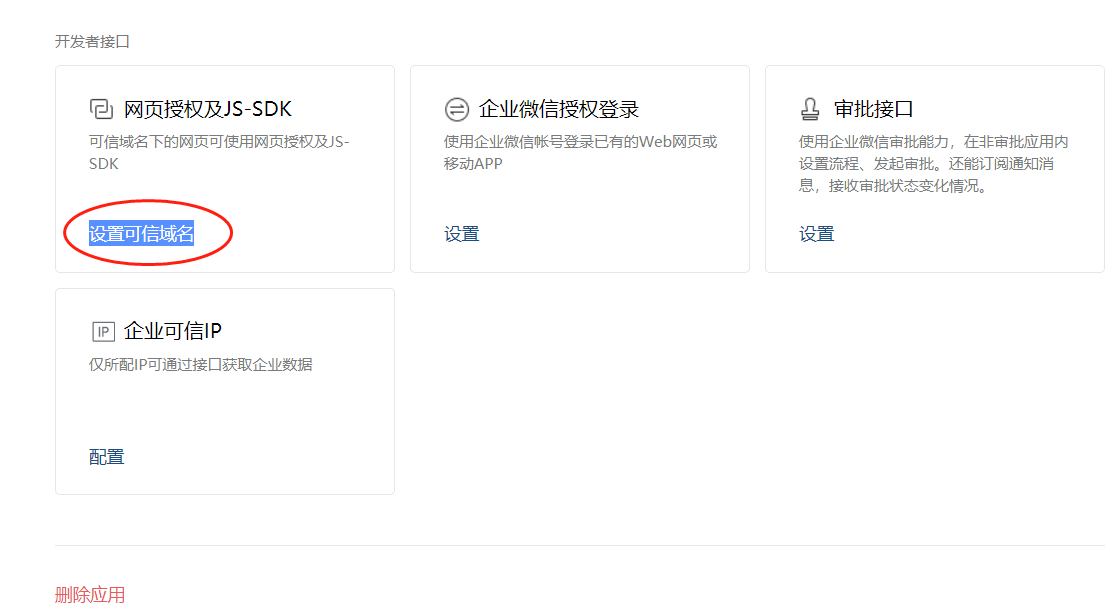 开发者接口
网页授权及JS-SDK
可信域名下的网页可使用网页授权及JS-
SDK
设置可信域名
企业微信授权登录
使用企业微信帐号登录已有的Web网页或
移动APP
设置
审批接口
使用企业微信审批能力，在非审批应用内
设置流程、发起审批。还能订阅通知消
息，接收审批状态变化情况。
设置
IP
企业可信IP
仅所配IP可通过接口获取企业数据
配置
删除应用